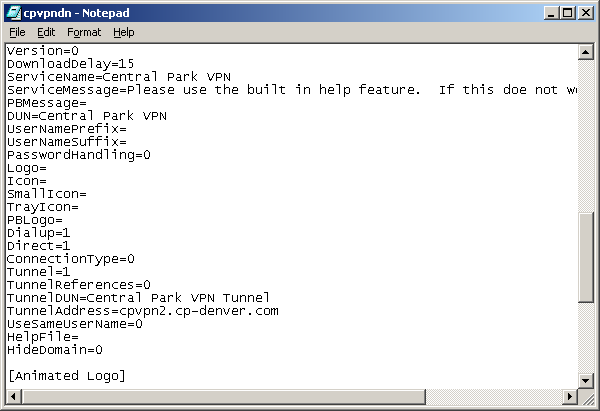 cpvpndn - Notepad
File Edit Format Help
Version=0
DownloadDelay=15
ServiceName=Central Park VPN
ServiceMessage=Please use the built in help feature.  If this doe not w
PBMessage=
DUN=Central Park VPN
UserNamePrefix=
UserNameSuffix=
PasswordHandling=0
Logo=
Icon=
SmallIcon=
TrayIcon=
PBLogo=
Dialup=1
Direct=1
ConnectionType=0
Tunnel=1
TunnelReferences=0
TunnelDUN=Central Park VPN Tunnel
TunnelAddress=cpvpn2.cp-denver.com
UseSameUserName=0
HelpFile=
HideDomain=0
[Animated Logo]